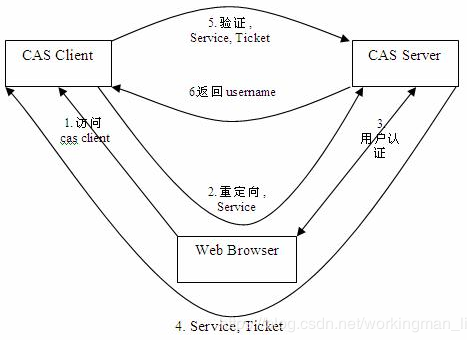 5. 验证 ,
Service, Ticket
CAS Client
CAS Server
6返回 username
1. 访问
cas client
3.
用户认
证
2. 重定向 ,
Service
Web Browser
4. Service, Ticket
https://blog.csdn.net/workingman_li